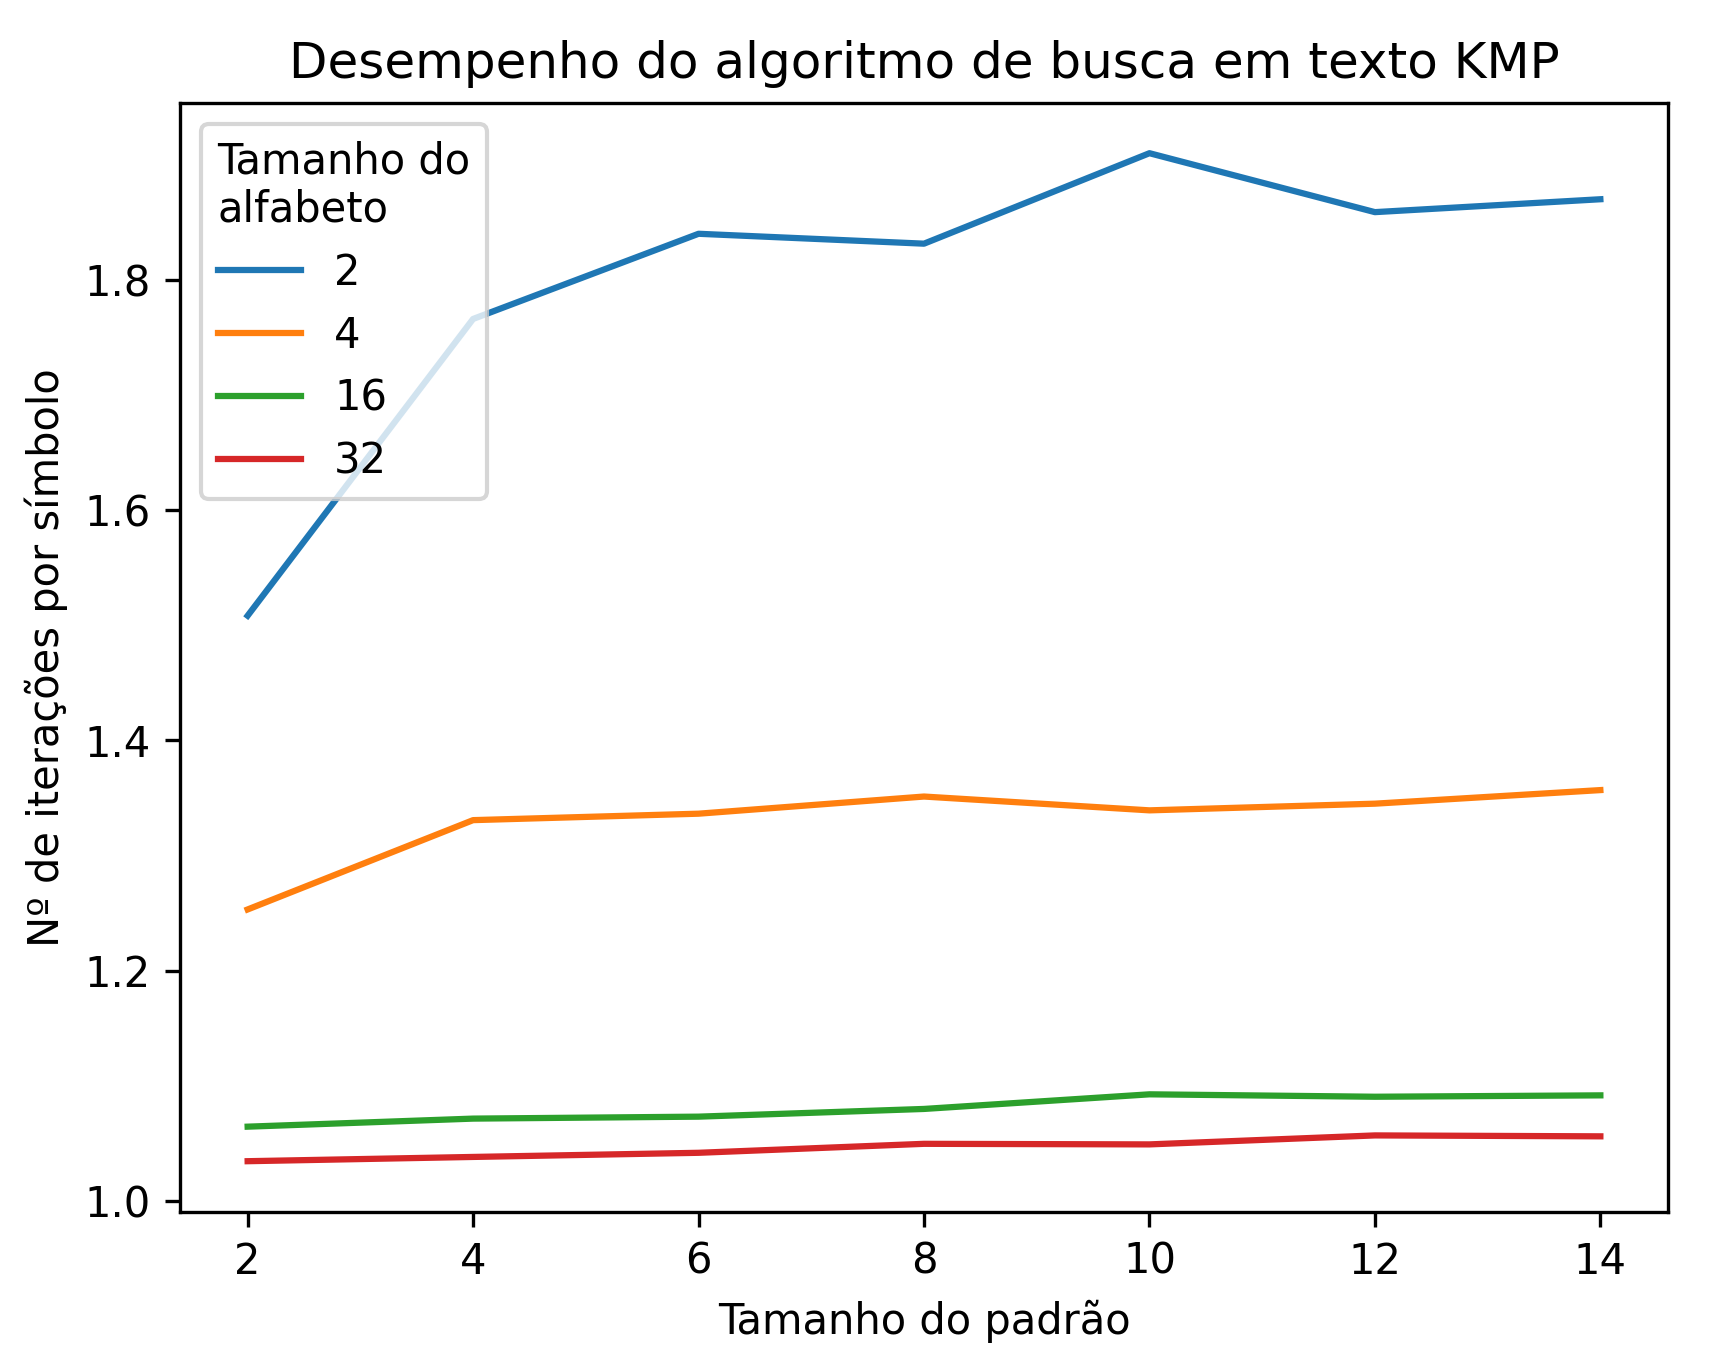 Desempenho do algoritmo de busca em texto KMP
Tamanho do
alfabeto
2
4
16
32
Nº de iterações por símbolo
1.8
1.6
1.4
1.2
1.0
2 4 6 8 10 12 14
Tamanho do padrão